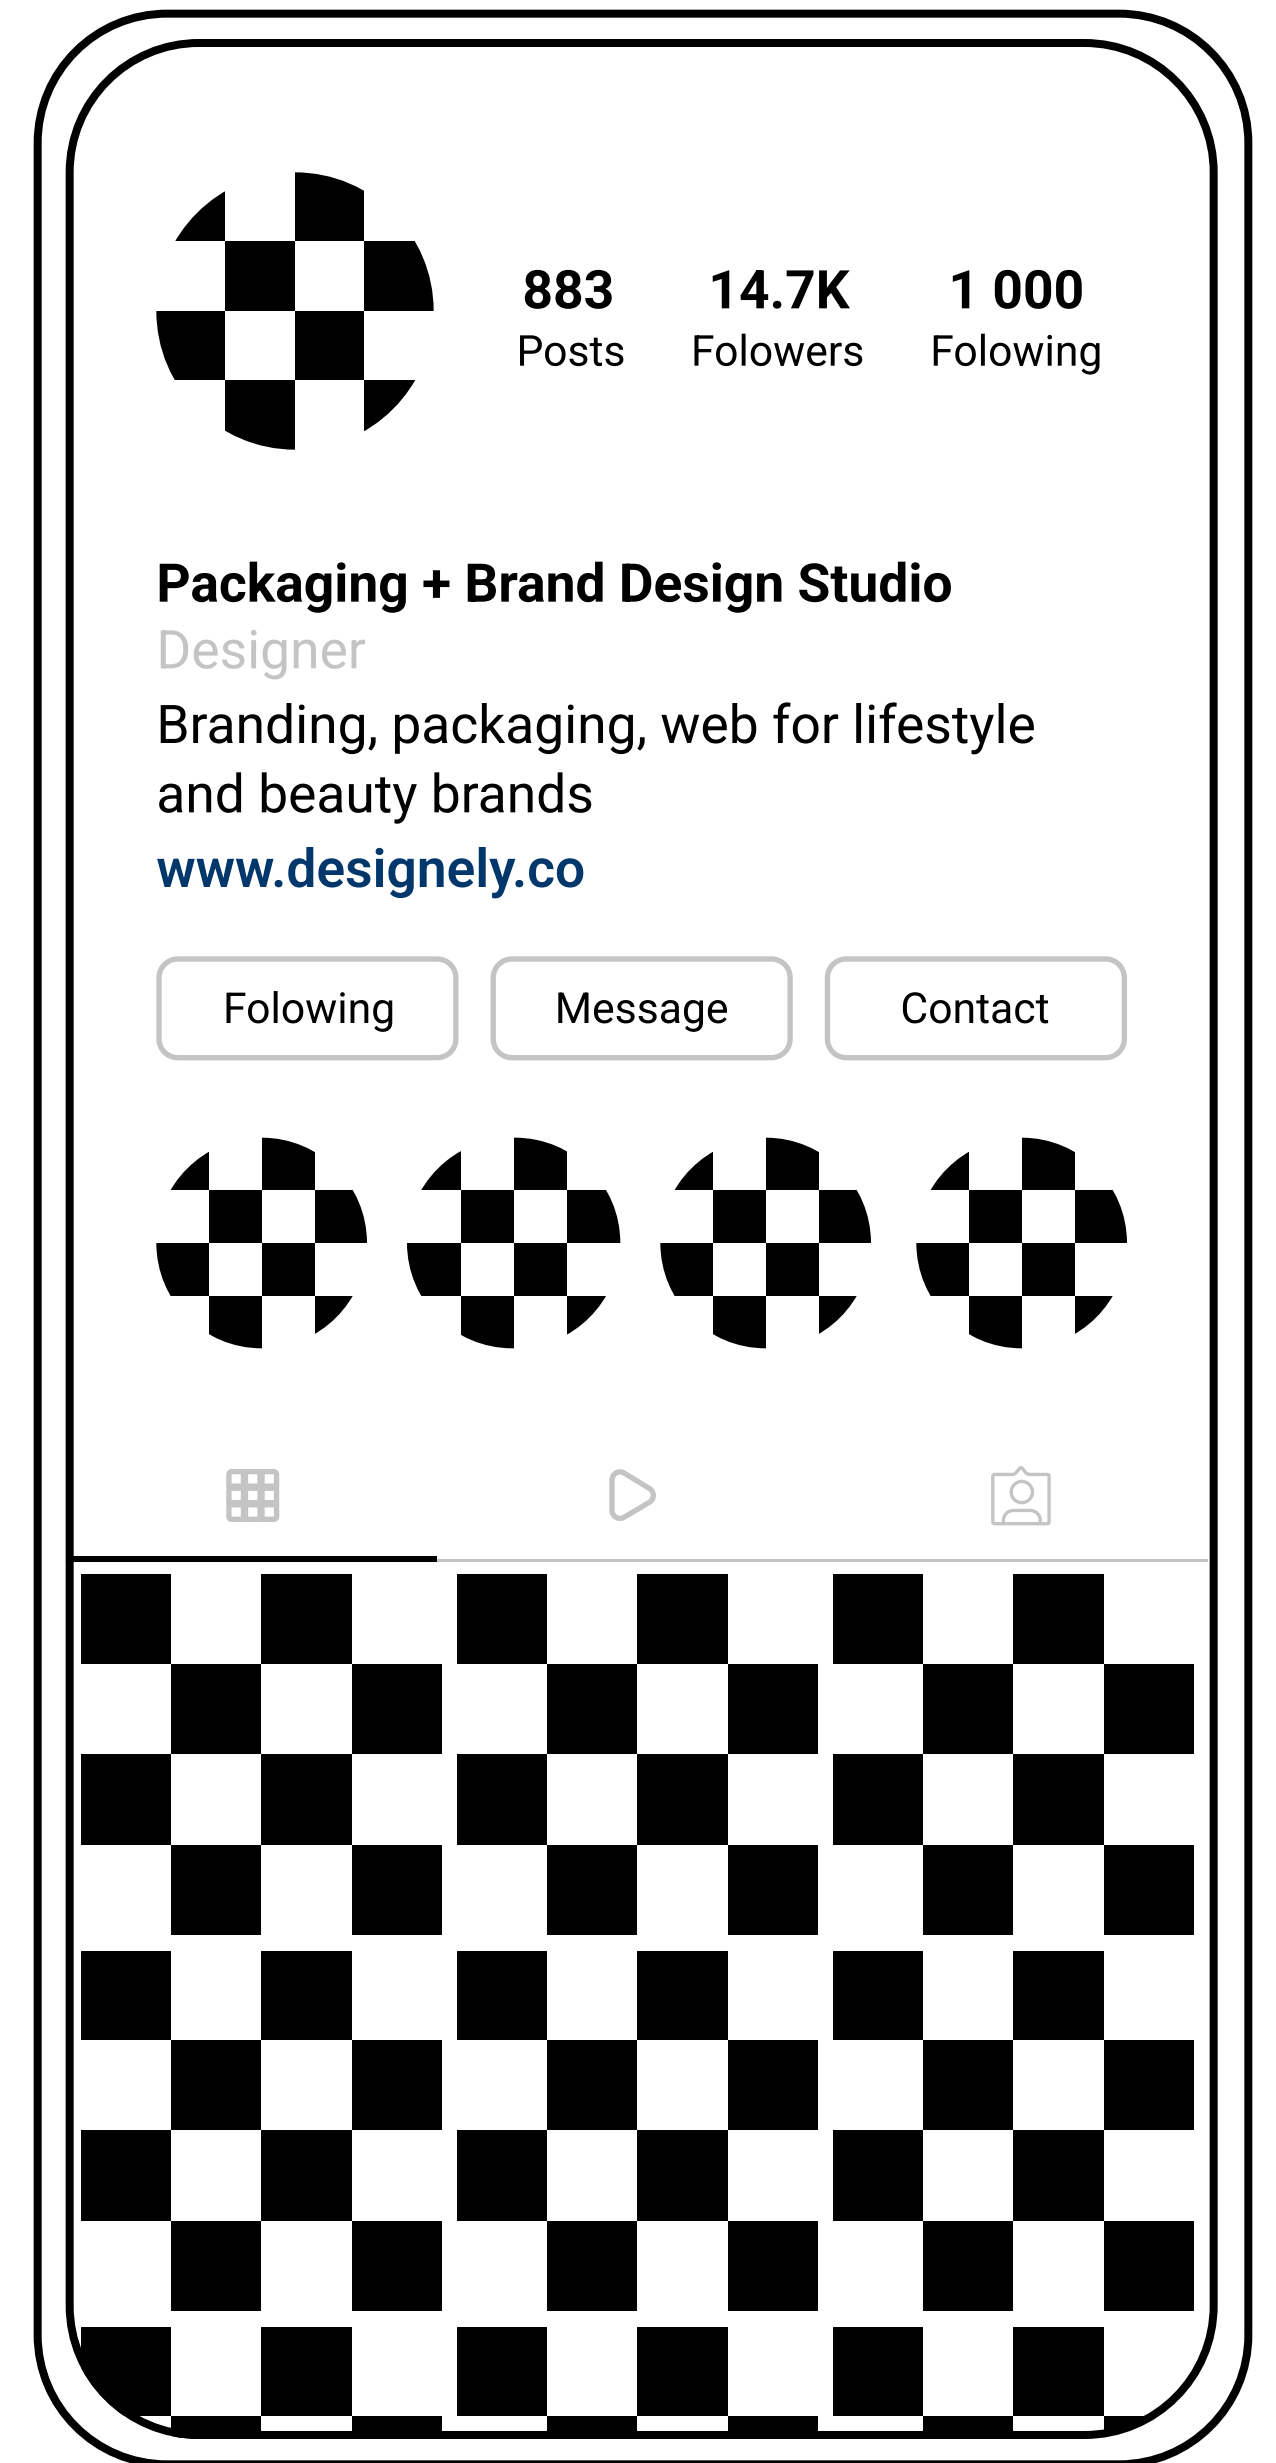 883 14.7K 1 000
Posts Folowers Folowing
Packaging + Brand Design Studio
Designer
Branding, packaging, web for lifestyle
and beauty brands
www.designely.co
Folowing Message Contact